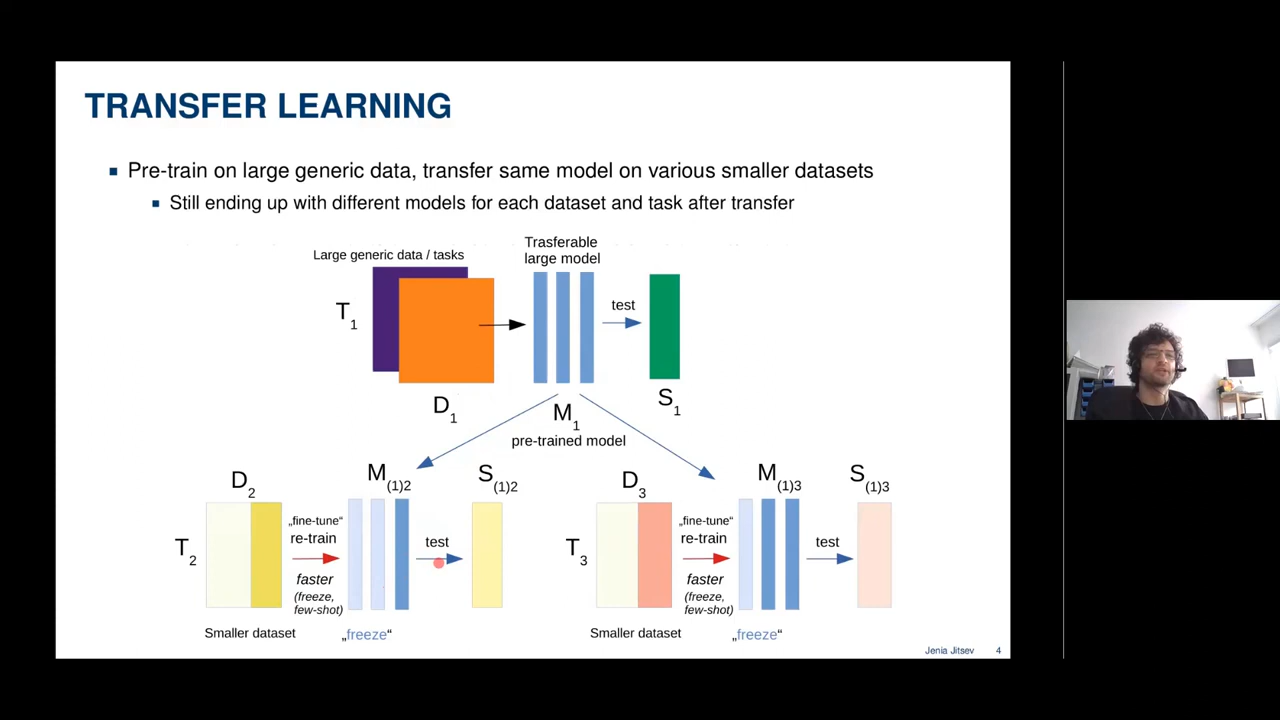 TRANSFER LEARNING
Pre-train on large generic data, transfer same model on various smaller datasets
Still ending up with different models for each dataset and task after transfer
Large generic data / tasks
Trasferable
large model
T1
test
D1
M1
S1
pre-trained model
D2
M(1)2
S(1)2
T2
„fine-tune“
re-train
faster
(freeze,
few-shot)
test
Smaller dataset
„freeze“
D3
M(1)3
S(1)3
T3
„fine-tune“
re-train
faster
(freeze,
few-shot)
test
Smaller dataset
„freeze“
Jenia Jitsev
4